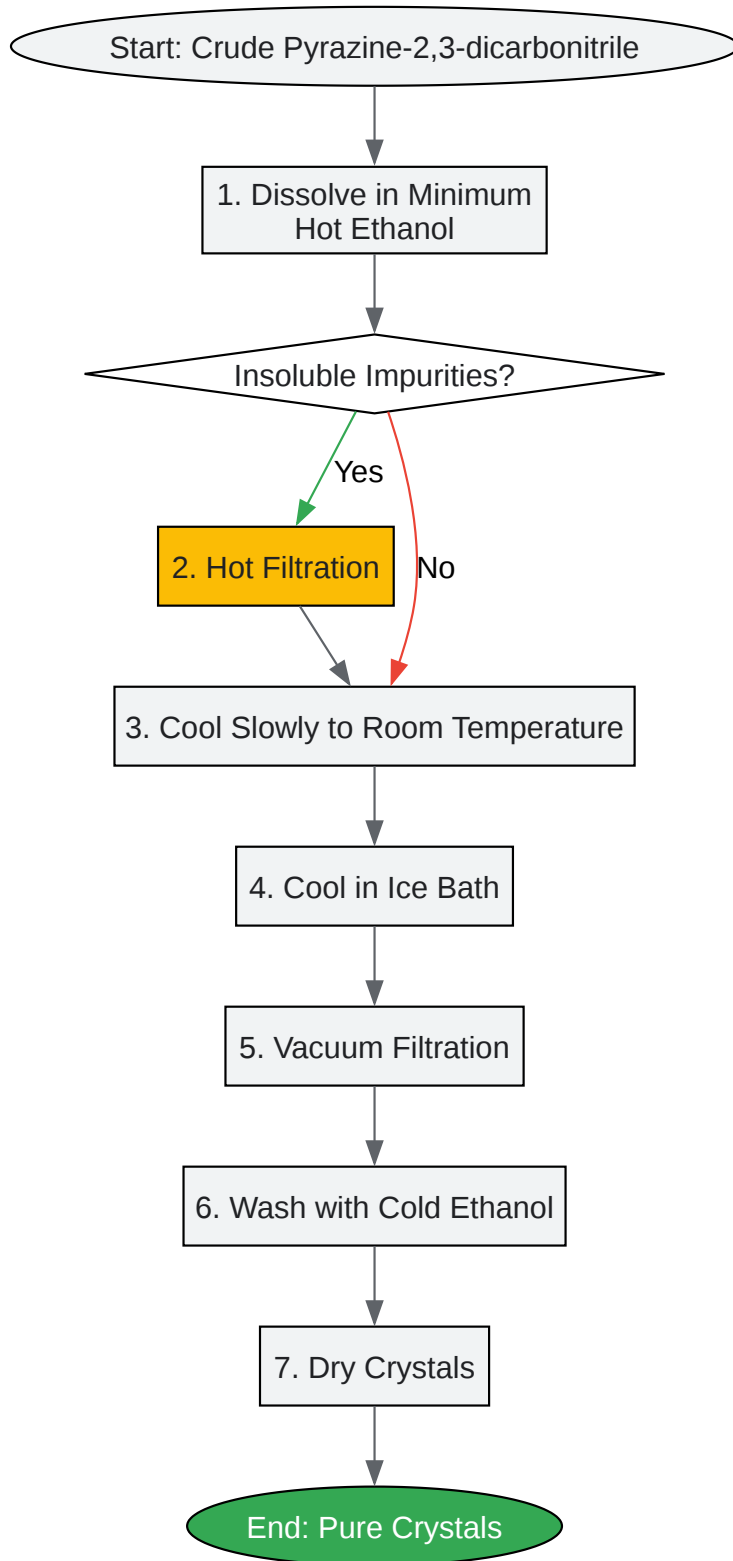 Start: Crude Pyrazine-2,3-dicarbonitrile
1. Dissolve in Minimum
Hot Ethanol
Insoluble Impurities?
Yes
2. Hot Filtration
No
3. Cool Slowly to Room Temperature
4. Cool in Ice Bath
5. Vacuum Filtration
6. Wash with Cold Ethanol
7. Dry Crystals
End: Pure Crystals